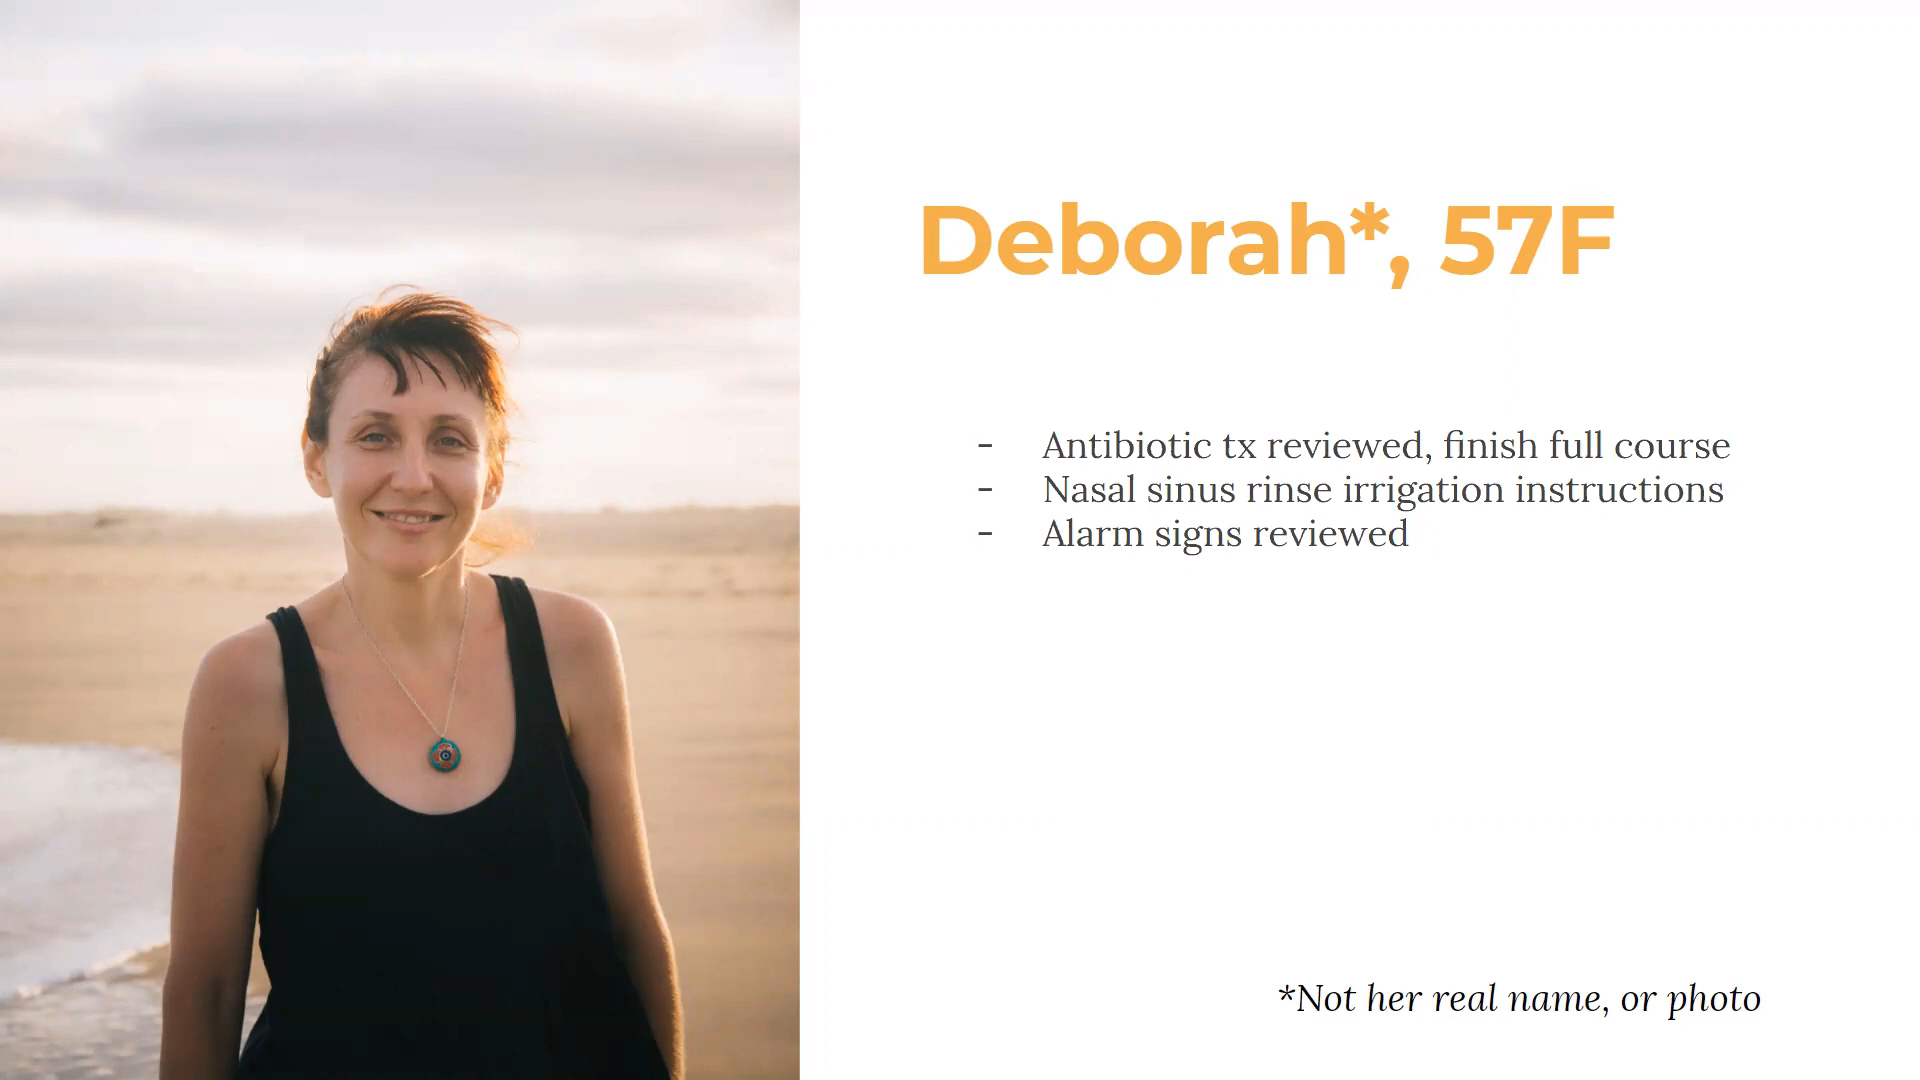 Deborah*, 57F
- Antibiotic tx reviewed, finish full course
- Nasal sinus rinse irrigation instructions
- Alarm signs reviewed
*Not her real name, or photo